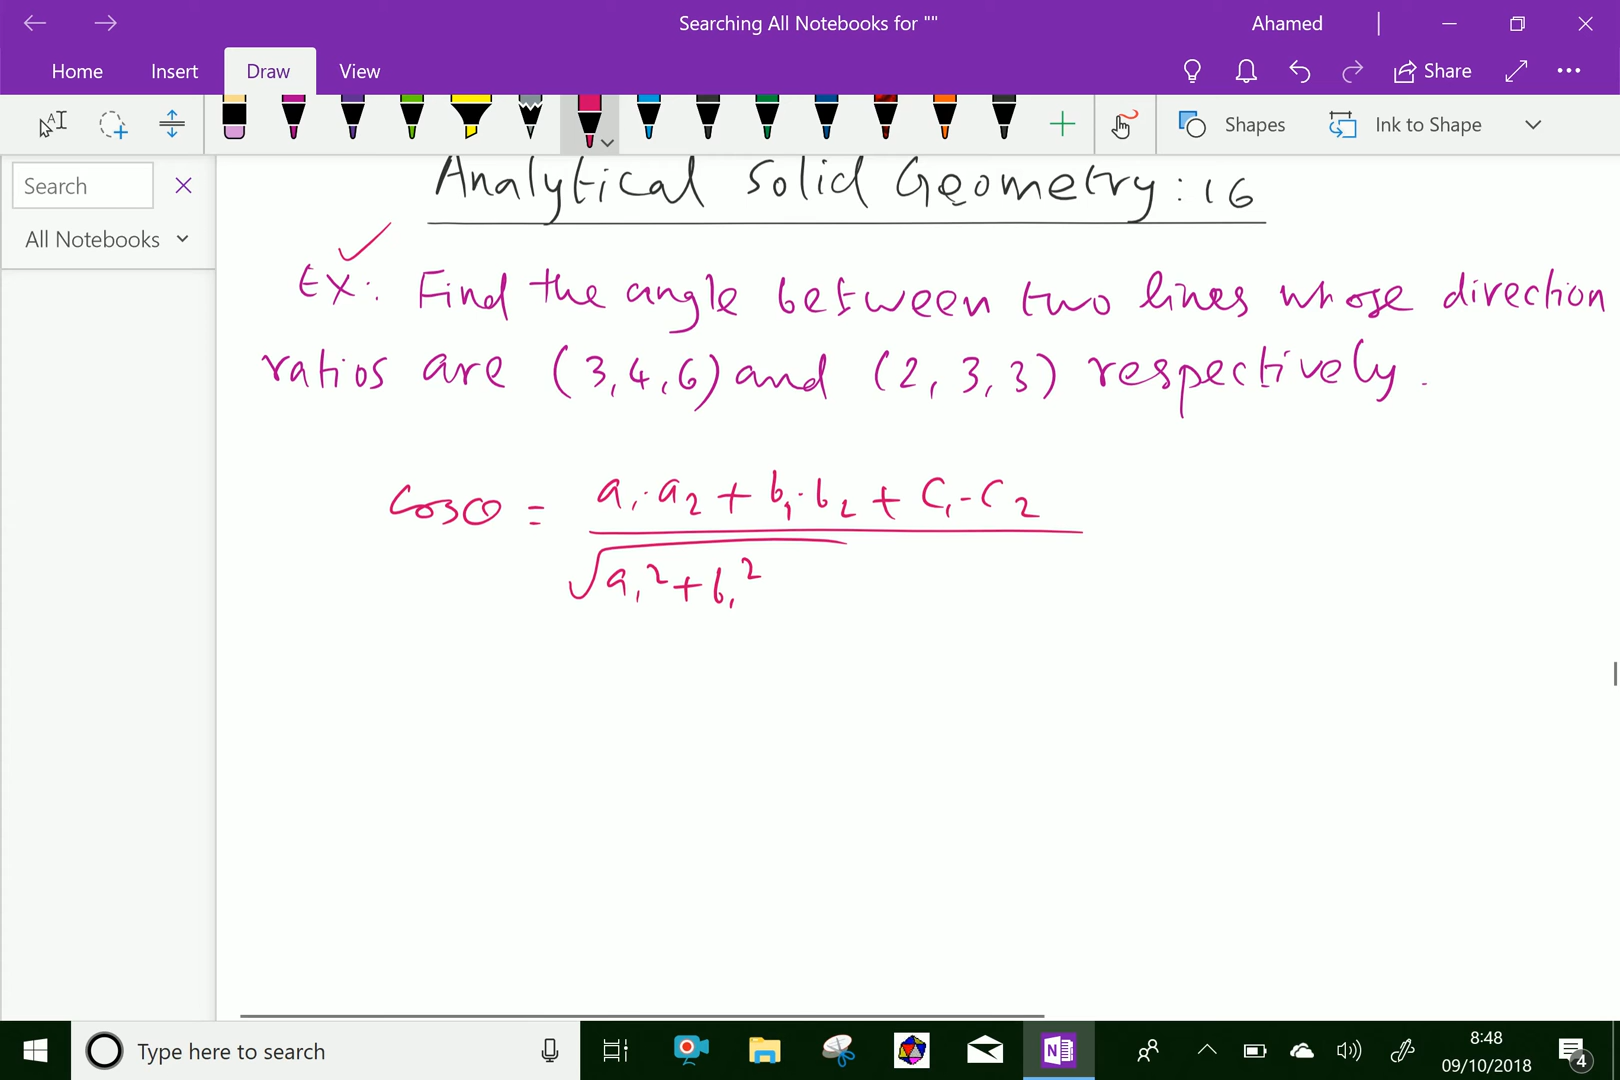 Searching All Notebooks for ""
Ahamed
Home Insert Draw View
Share
Shapes
Ink to Shape
Search
All Notebooks
Analytical Solid Geometry: 16
Ex: Find the angle between two lines whose direction
ratios are (3,4,6) and (2, 3, 3) respectively.
Cosθ = a₁·a₂ + b₁·b₂ + c₁·c₂
√a₁² + b₁²
Type here to search
8:48
09/10/2018
4